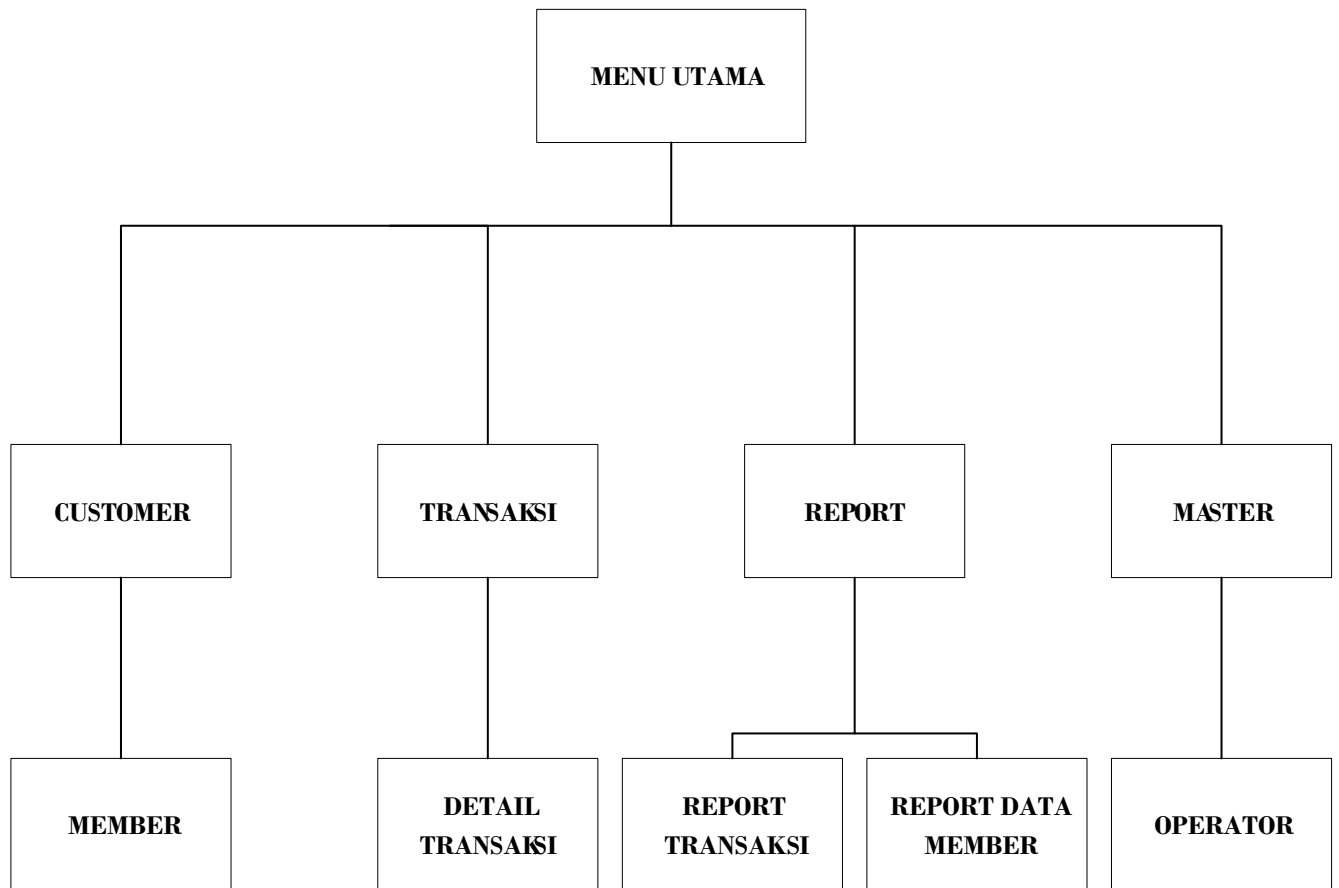 MENU UTAMA
CUSTOMER
TRANSAKSI
REPORT
MASTER
MEMBER
DETAIL
TRANSAKSI
REPORT
TRANSAKSI
REPORT DATA
MEMBER
OPERATOR